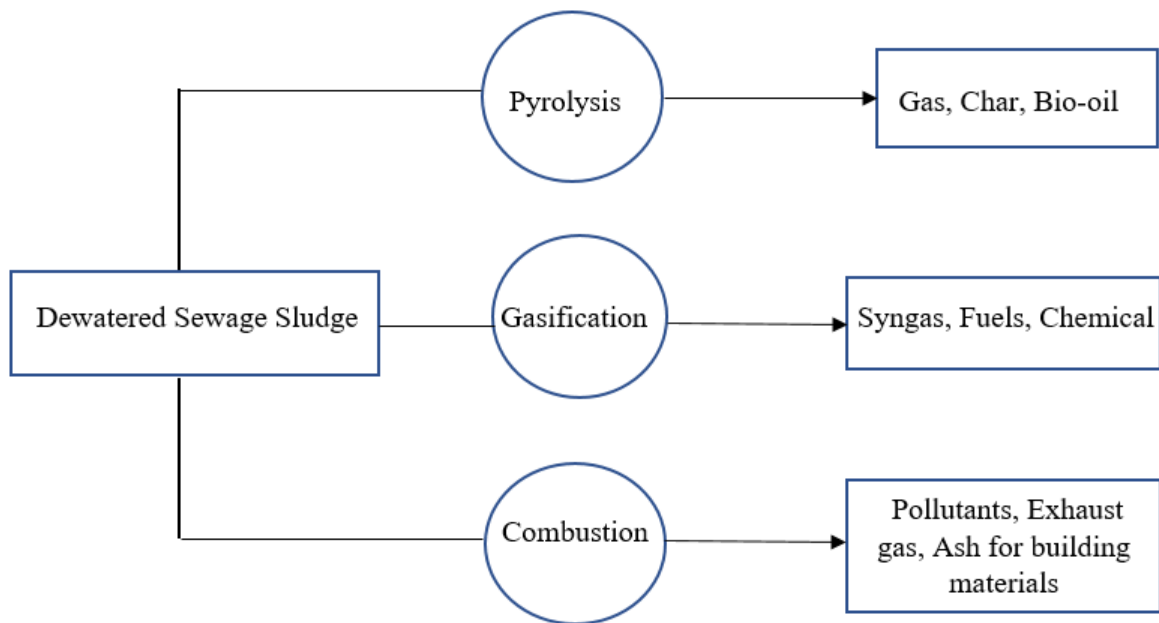 Pyrolysis
Gas, Char, Bio-oil
Dewatered Sewage Sludge
Gasification
Syngas, Fuels, Chemical
Combustion
Pollutants, Exhaust
gas, Ash for building
materials